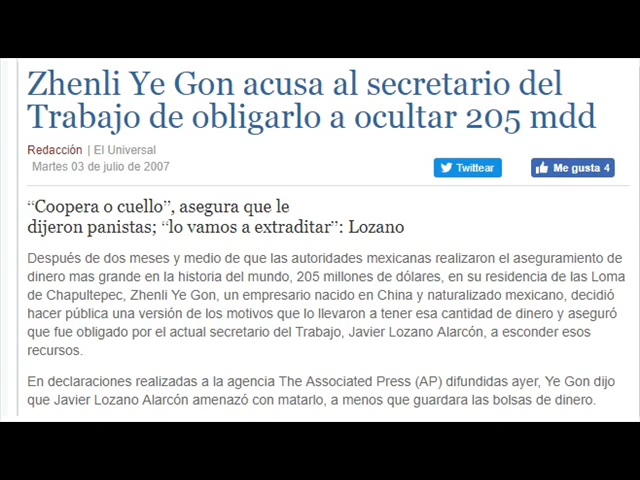 Zhenli Ye Gon acusa al secretario del
Trabajo de obligarlo a ocultar 205 mdd
Redacción | El Universal
Martes 03 de julio de 2007
Twittear
Me gusta 4
“Coopera o cuello”, asegura que le
dijeron panistas; “lo vamos a extraditar”: Lozano
Después de dos meses y medio de que las autoridades mexicanas realizaron el aseguramiento de
dinero mas grande en la historia del mundo, 205 millones de dólares, en su residencia de las Loma
de Chapultepec, Zhenli Ye Gon, un empresario nacido en China y naturalizado mexicano, decidió
hacer pública una versión de los motivos que lo llevaron a tener esa cantidad de dinero y aseguró
que fue obligado por el actual secretario del Trabajo, Javier Lozano Alarcón, a esconder esos
recursos.
En declaraciones realizadas a la agencia The Associated Press (AP) difundidas ayer, Ye Gon dijo
que Javier Lozano Alarcón amenazó con matarlo, a menos que guardara las bolsas de dinero.